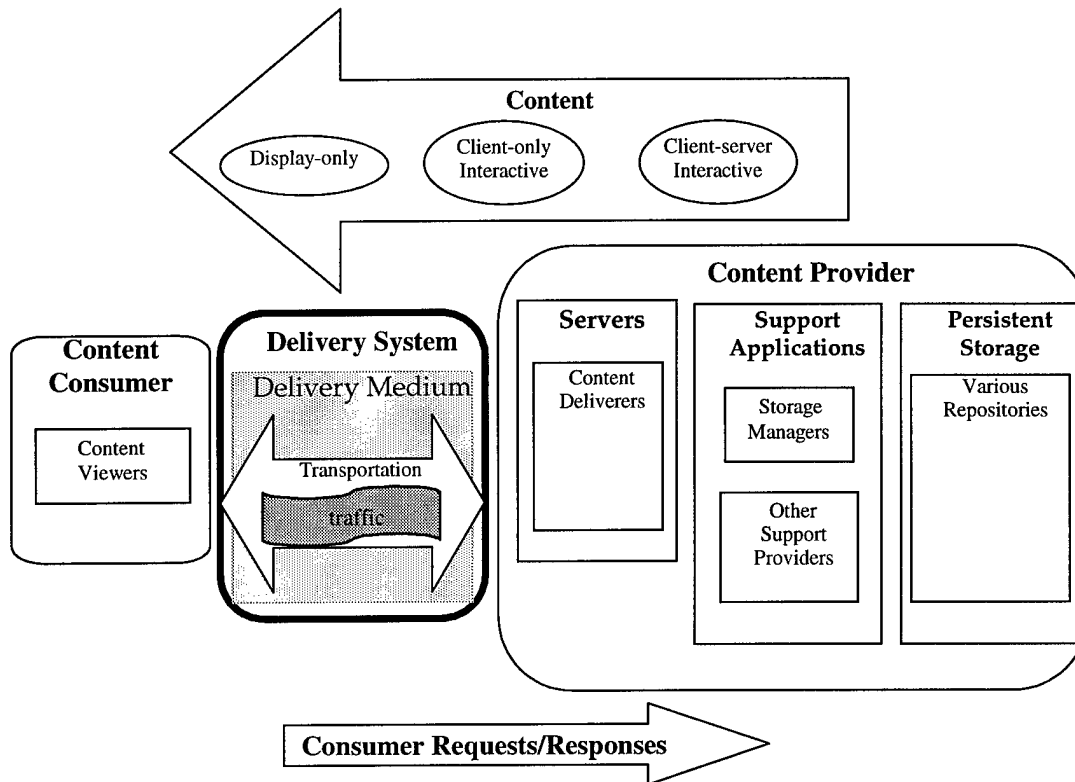 Content
Display-only
Client-only
Interactive
Client-server
Interactive
Content Provider
Content
Consumer
Content
Viewers
Delivery System
Delivery Medium
Transportation
traffic
Servers
Content
Deliverers
Support
Applications
Storage
Managers
Other
Support
Providers
Persistent
Storage
Various
Repositories
Consumer Requests/Responses